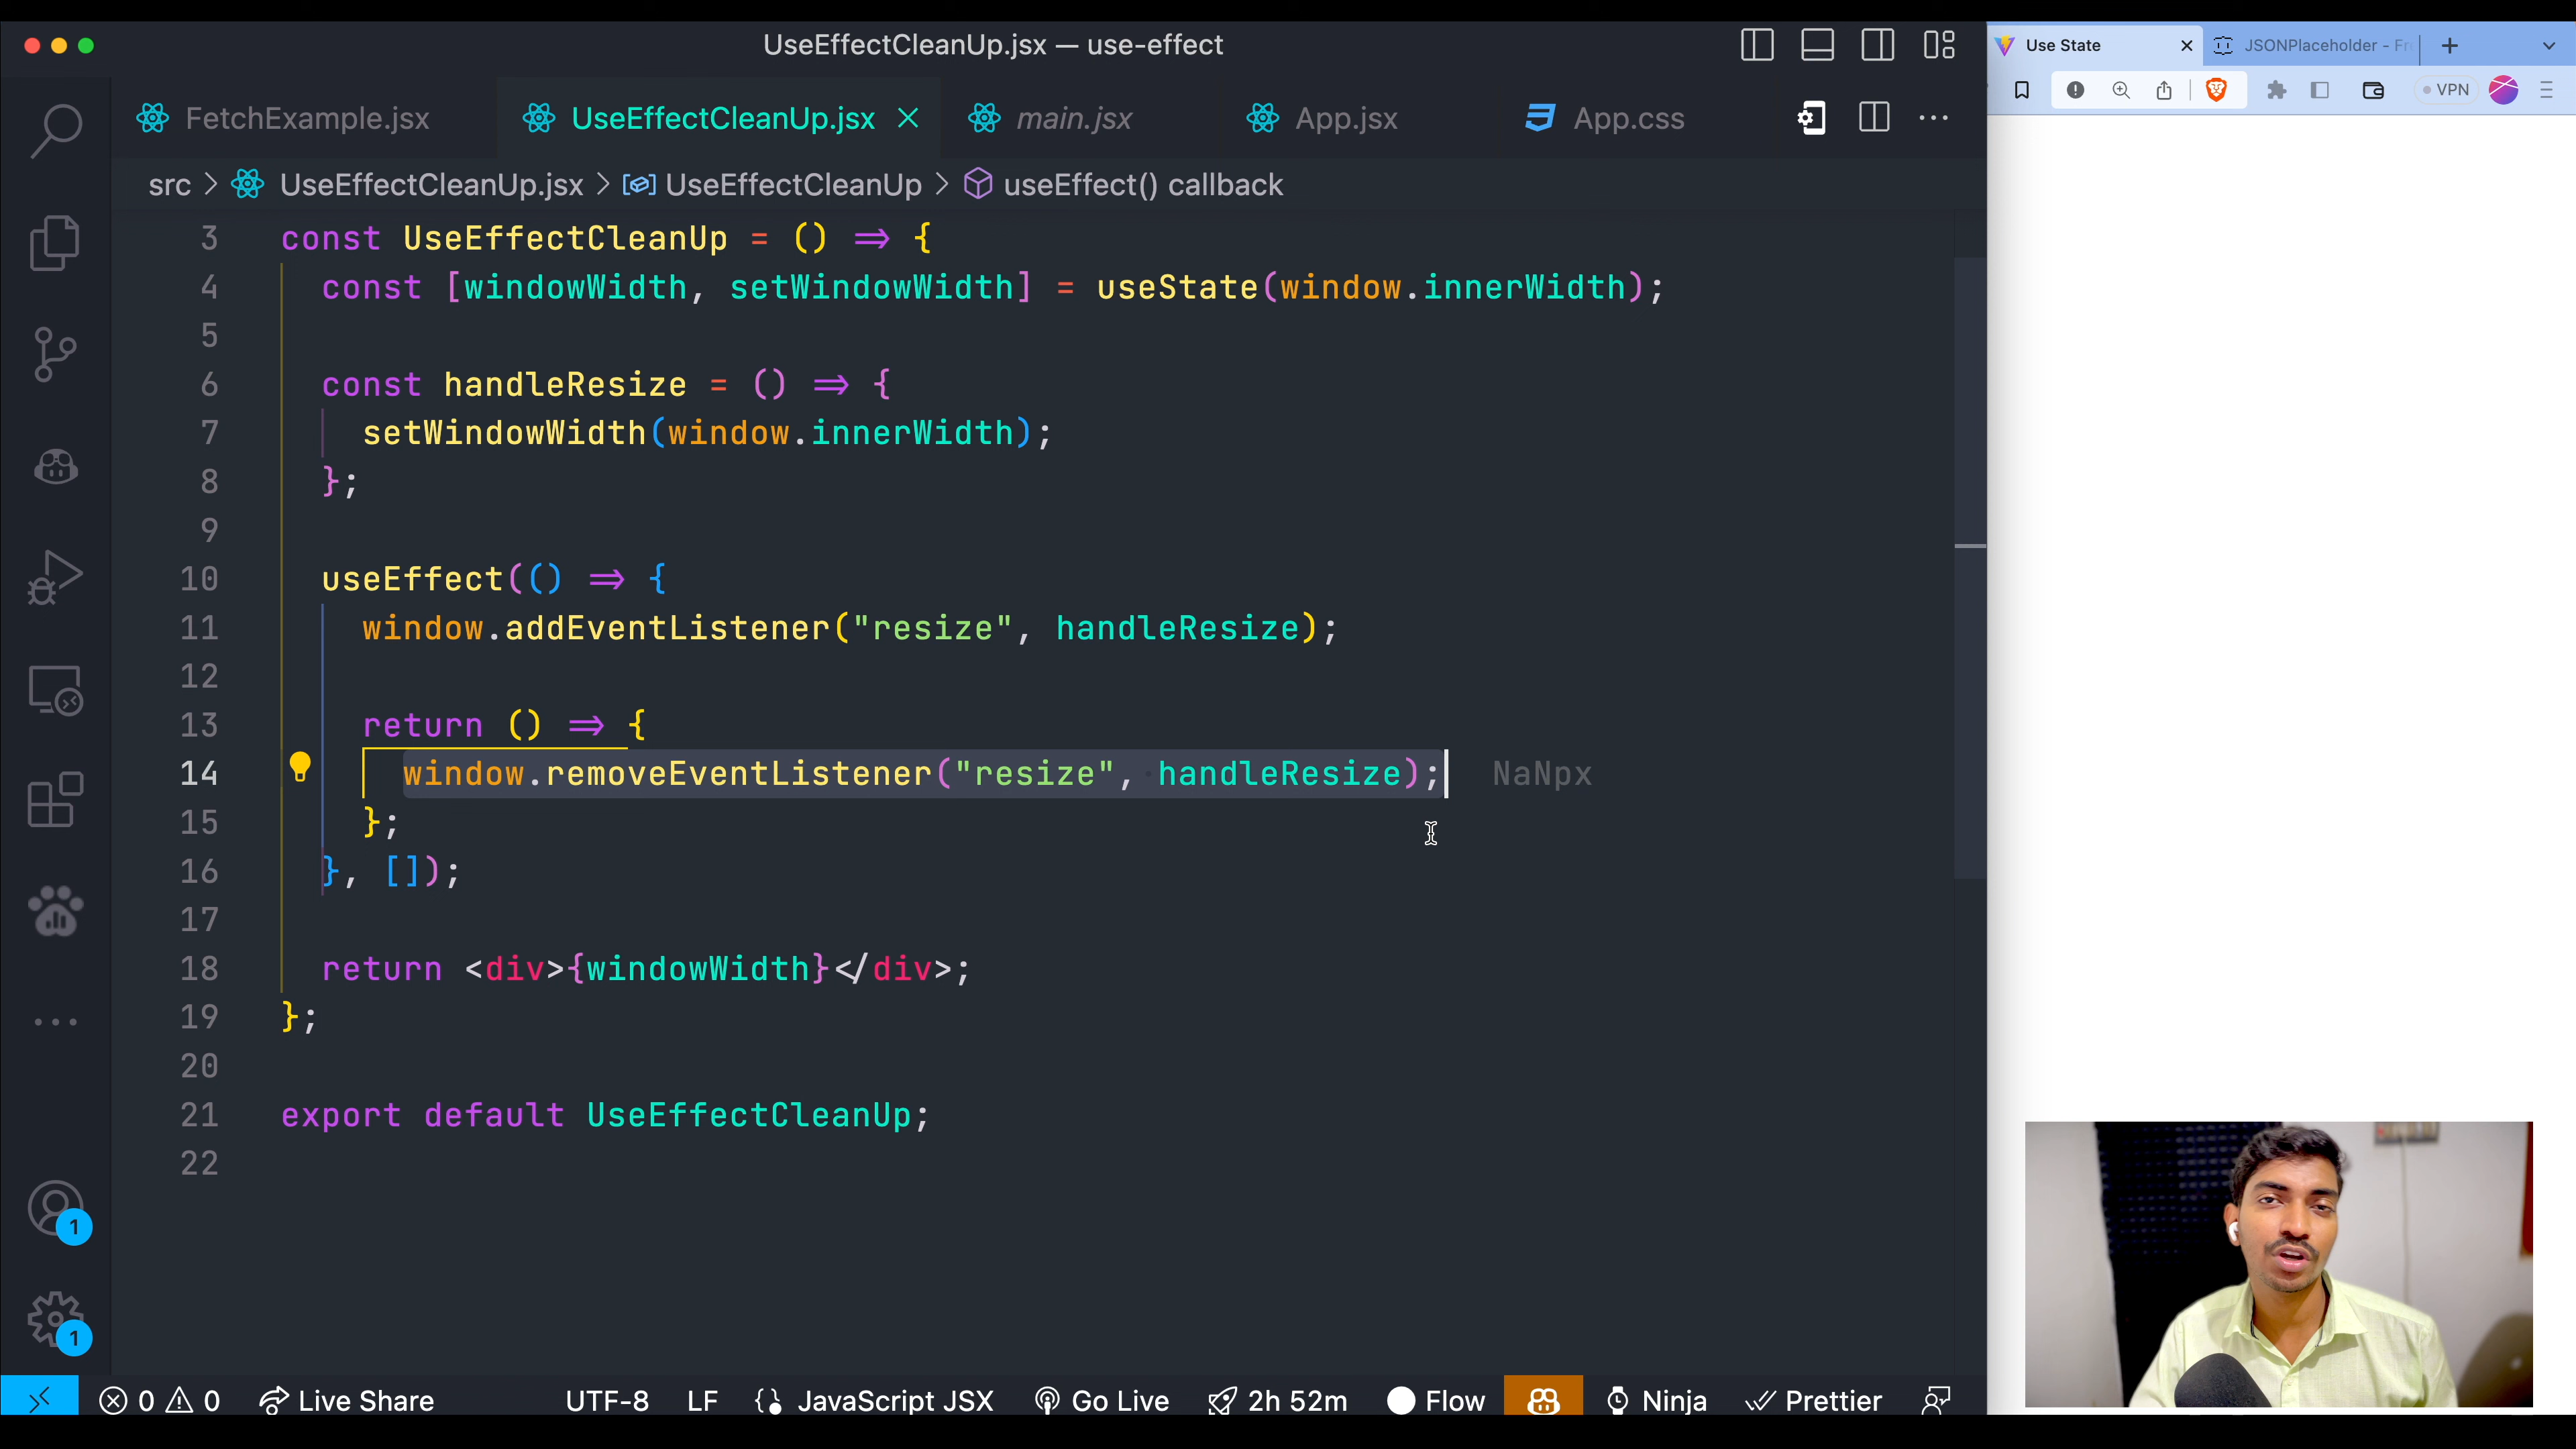 UseEffectCleanUp.jsx — use-effect
Use State
JSONPlaceholder - Fr
VPN
FetchExample.jsx
UseEffectCleanUp.jsx
main.jsx
App.jsx
App.css
src > UseEffectCleanUp.jsx > UseEffectCleanUp > useEffect() callback
3 const UseEffectCleanUp = () => {
4 const [windowWidth, setWindowWidth] = useState(window.innerWidth);
5
6 const handleResize = () => {
7 setWindowWidth(window.innerWidth);
8 };
9
10 useEffect(() => {
11 window.addEventListener("resize", handleResize);
12
13 return () => {
14 window.removeEventListener("resize", handleResize); NaNpx
15 };
16 }, []);
17
18 return <div>{windowWidth}</div>;
19 };
20
21 export default UseEffectCleanUp;
22
1
1
0 0 Live Share UTF-8 LF JavaScript JSX Go Live 2h 52m Flow Ninja Prettier